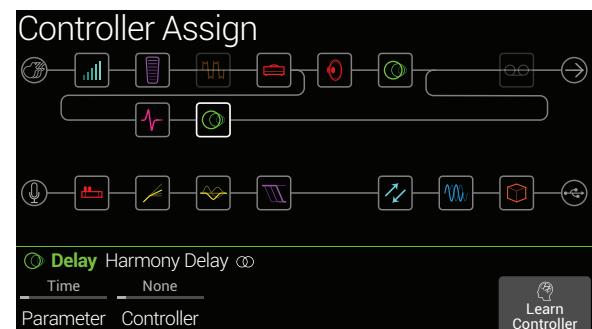 Controller Assign
Delay Harmony Delay
Time None
Parameter Controller
Learn
Controller